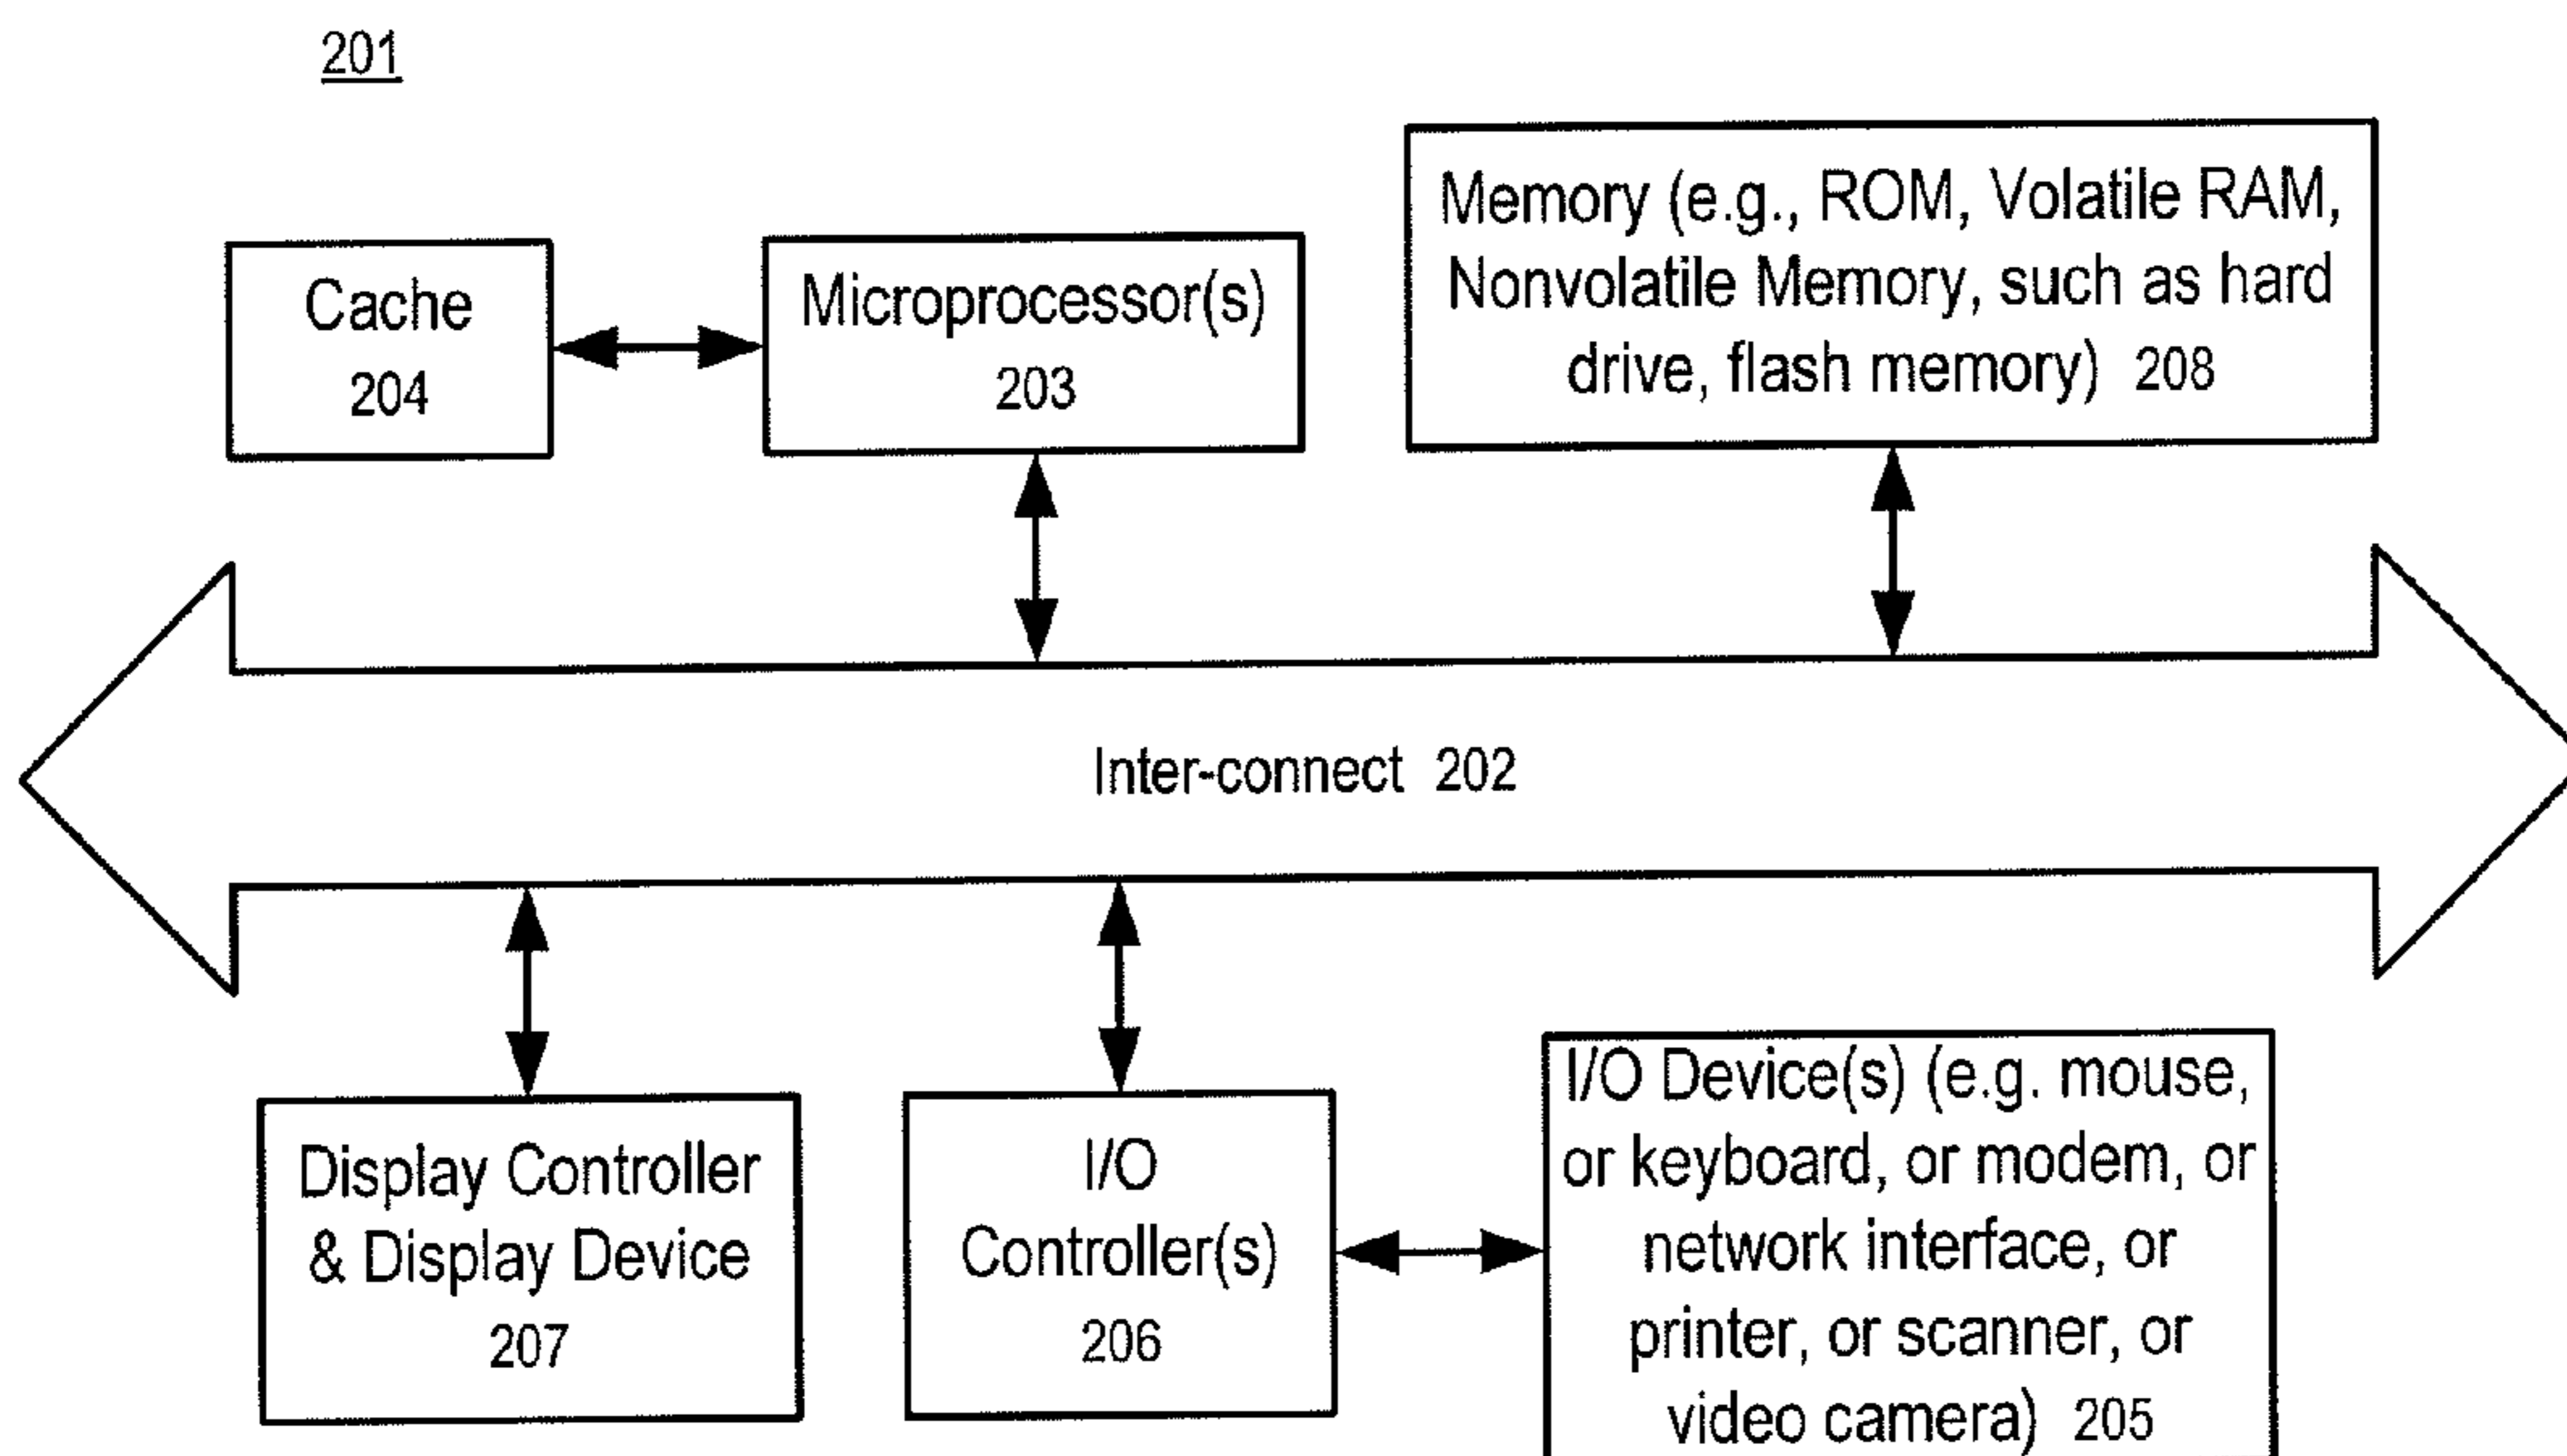 201
Cache
204
Microprocessor(s)
203
Memory (e.g., ROM, Volatile RAM,
Nonvolatile Memory, such as hard
drive, flash memory) 208
Inter-connect 202
Display Controller
& Display Device
207
I/O
Controller(s)
206
I/O Device(s) (e.g. mouse,
or keyboard, or modem, or
network interface, or
printer, or scanner, or
video camera) 205